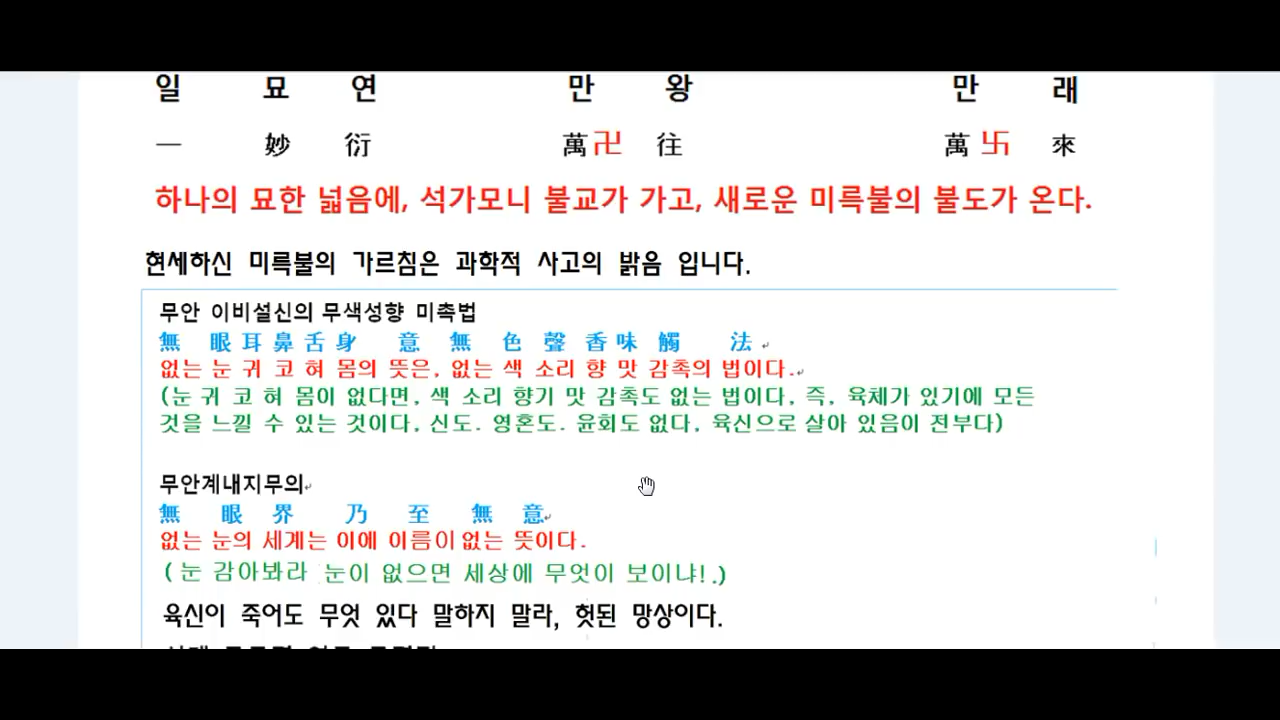 일 묘 연 만 왕 만 래
一 妙 衍 萬卍 往 萬 卐 來
하나의 묘한 넓음에, 석가모니 불교가 가고, 새로운 미륵불의 불도가 온다.
현세하신 미륵불의 가르침은 과학적 사고의 밝음 입니다.
무안 이비설신의 무색성향 미촉법
無 眼 耳 鼻 舌 身 意 無 色 聲 香 味 觸 法
없는 눈 귀 코 혀 몸의 뜻은, 없는 색 소리 향 맛 감촉의 법이다.
(눈 귀 코 혀 몸이 없다면, 색 소리 향기 맛 감촉도 없는 법이다, 즉, 육체가 있기에 모든
것을 느낄 수 있는 것이다, 신도. 영혼도. 윤회도 없다, 육신으로 살아 있음이 전부다)
무안계내지무의
無 眼 界 乃 至 無 意
없는 눈의 세계는 이에 이름이 없는 뜻이다.
( 눈 감아봐라 눈이 없으면 세상에 무엇이 보이냐! .)
육신이 죽어도 무엇 있다 말하지 말라, 헛된 망상이다.